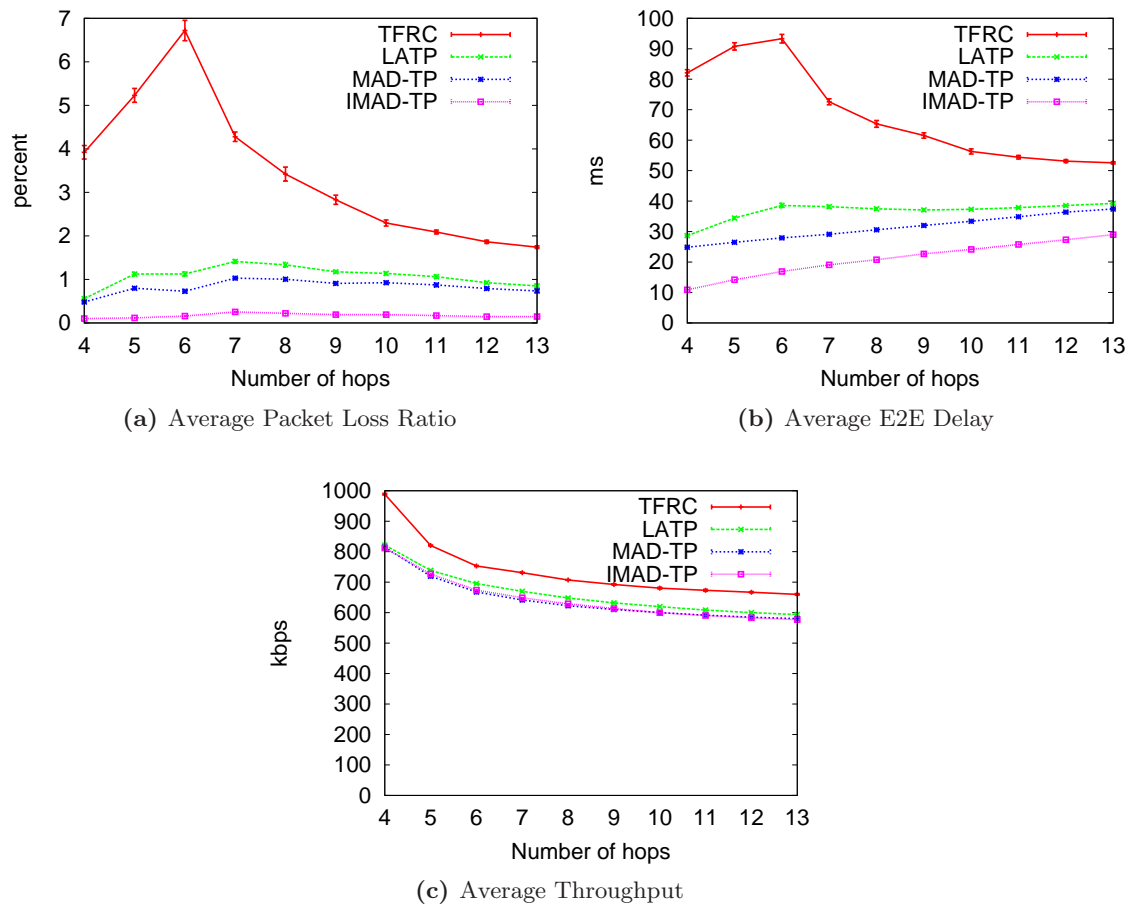 7
6
5
4
3
2
1
0
percent
4 5 6 7 8 9 10 11 12 13
Number of hops
TFRC
LATP
MAD-TP
IMAD-TP
(a) Average Packet Loss Ratio
100
90
80
70
60
50
40
30
20
10
0
ms
4 5 6 7 8 9 10 11 12 13
Number of hops
TFRC
LATP
MAD-TP
IMAD-TP
(b) Average E2E Delay
1000
900
800
700
600
500
400
300
200
100
0
kbps
4 5 6 7 8 9 10 11 12 13
Number of hops
TFRC
LATP
MAD-TP
IMAD-TP
(c) Average Throughput